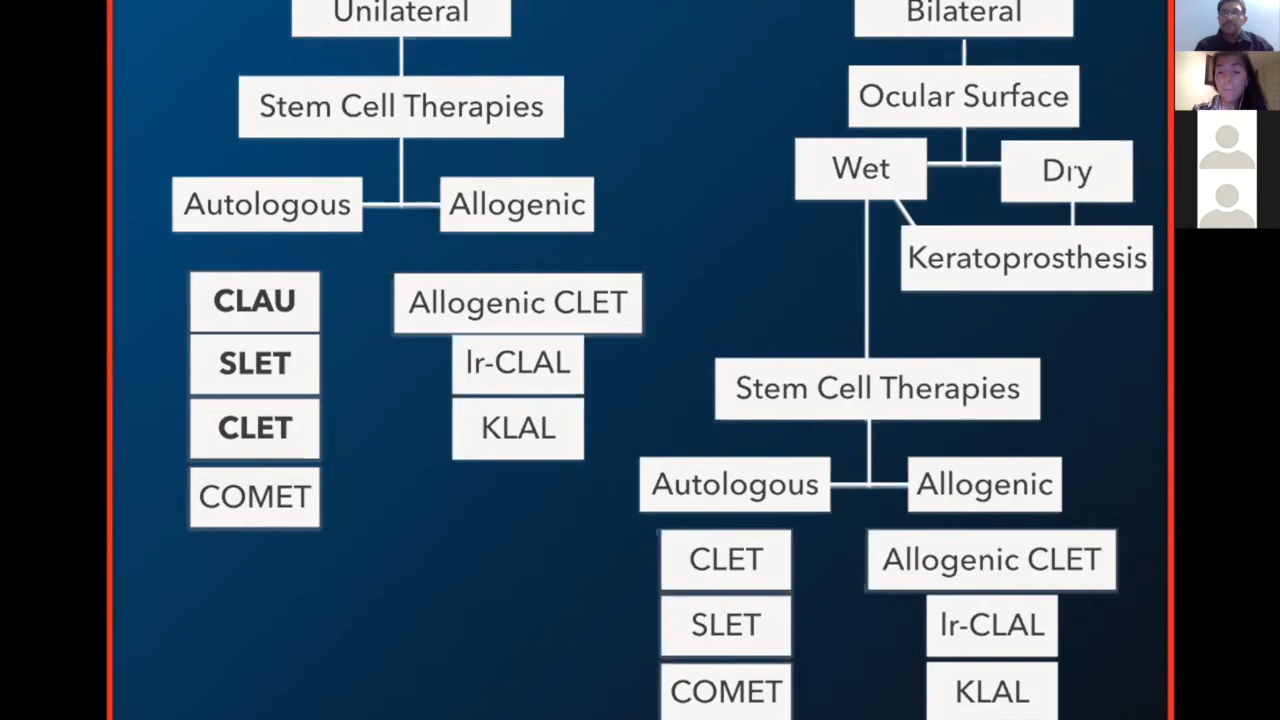 Unilateral
Stem Cell Therapies
Autologous
Allogenic
CLAU
SLET
CLET
COMET
Allogenic CLET
lr-CLAL
KLAL
Bilateral
Ocular Surface
Wet
Dry
Keratoprosthesis
Stem Cell Therapies
Autologous
Allogenic
CLET
SLET
COMET
Allogenic CLET
lr-CLAL
KLAL